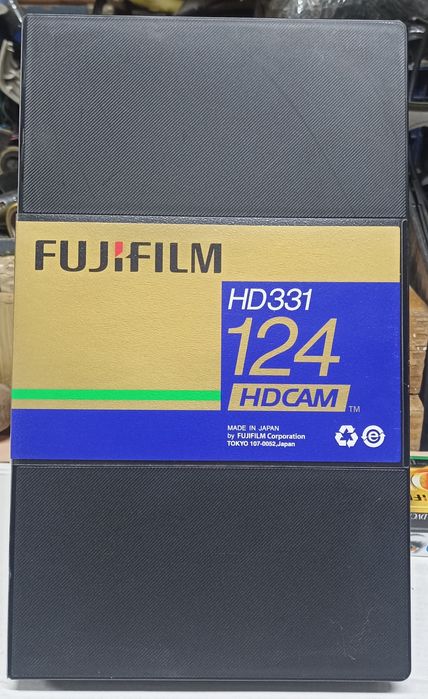 FUJIFILM
HD331
124
HDCAM TM
MADE IN JAPAN
by FUJIFILM Corporation
TOKYO 107-0052, Japan
e